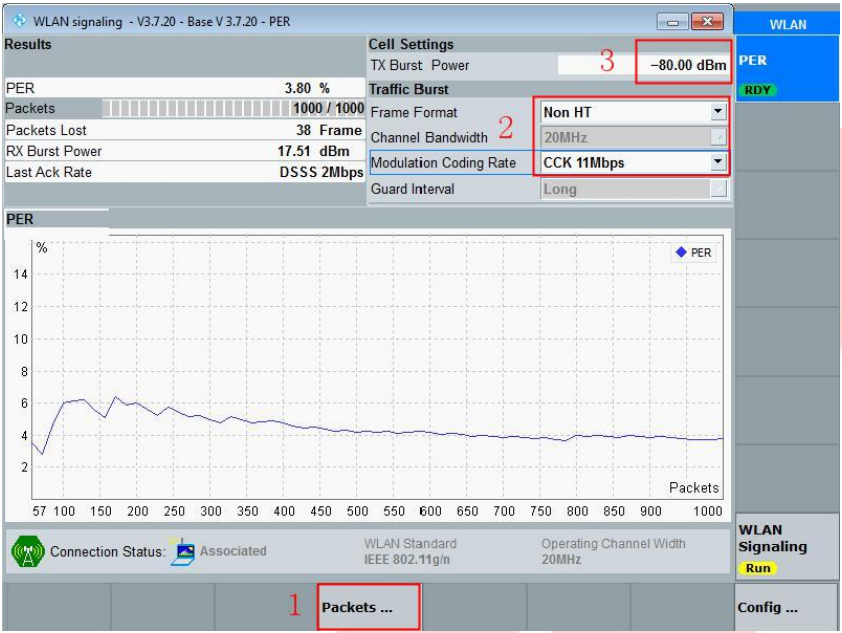 WLAN signaling - V3.7.20 - Base V 3.7.20 - PER
WLAN
Results
PER 3.80 %
Packets 1000 / 1000
Packets Lost 38 Frame
RX Burst Power 17.51 dBm
Last Ack Rate DSSS 2Mbps
Cell Settings
TX Burst Power 3 −80.00 dBm
Traffic Burst
Frame Format Non HT
Channel Bandwidth 2 20MHz
Modulation Coding Rate CCK 11Mbps
Guard Interval Long
PER
RDY
PER
%
PER
14
12
10
8
6
4
2
Packets
57 100 150 200 250 300 350 400 450 500 550 600 650 700 750 800 850 900 1000
Connection Status: Associated
WLAN Standard
IEEE 802.11g/n
Operating Channel Width
20MHz
WLAN
Signaling
Run
1 Packets ...
Config ...